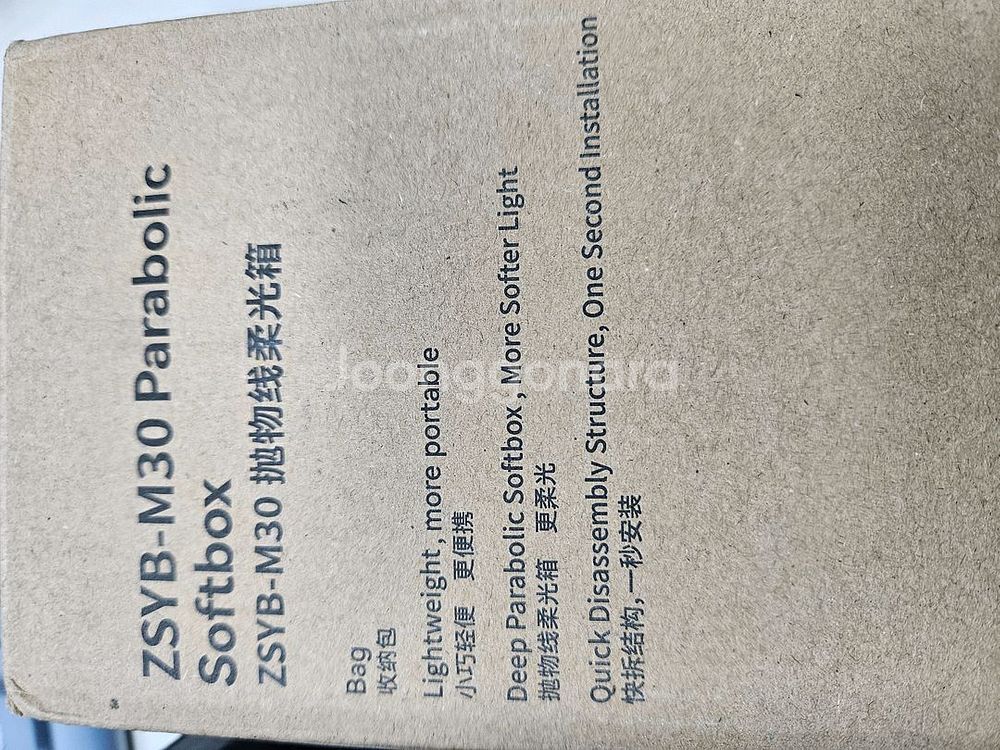 ZSYB-M30 Parabolic
Softbox
ZSYB-M30 抛物线柔光箱
Bag
收纳包
Lightweight, more portable
小巧轻便 更便携
Deep Parabolic Softbox, More Softer Light
抛物线柔光箱 更柔光
Quick Disassembly Structure, One Second Installation
快拆结构,一秒安装